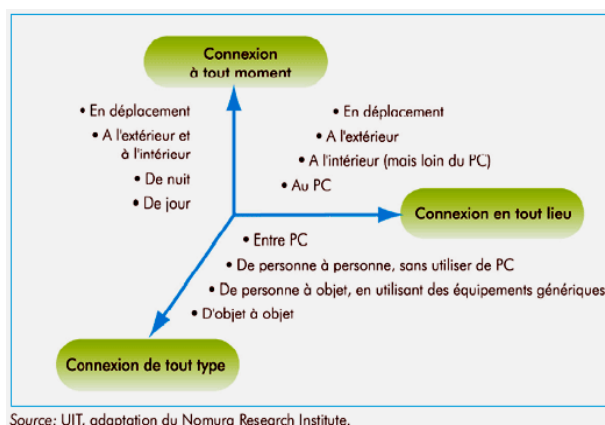 Connexion
à tout moment
• En déplacement
• A l'extérieur et
à l'intérieur
• De nuit
• De jour
• En déplacement
• A l'extérieur
• A l'intérieur (mais loin du PC)
• Au PC
Connexion en tout lieu
• Entre PC
• De personne à personne, sans utiliser de PC
• De personne à objet, en utilisant des équipements génériques
• D'objet à objet
Connexion de tout type
Source: UIT, adaptation du Nomura Research Institute.